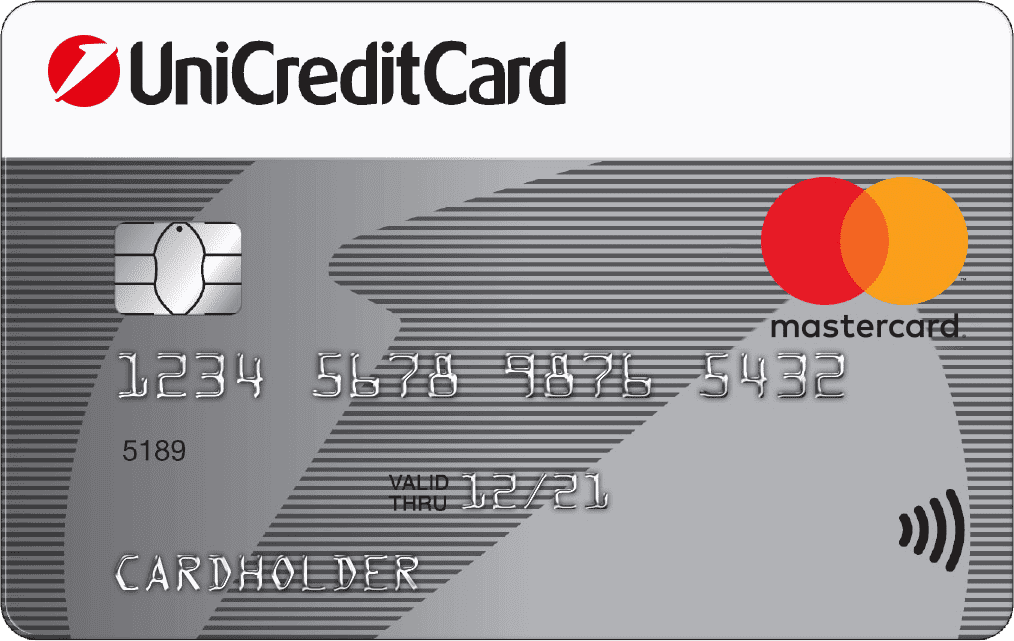 UniCreditCard
mastercard
1234 5678 9876 5432
5189
VALID THRU 12/21
CARDHOLDER